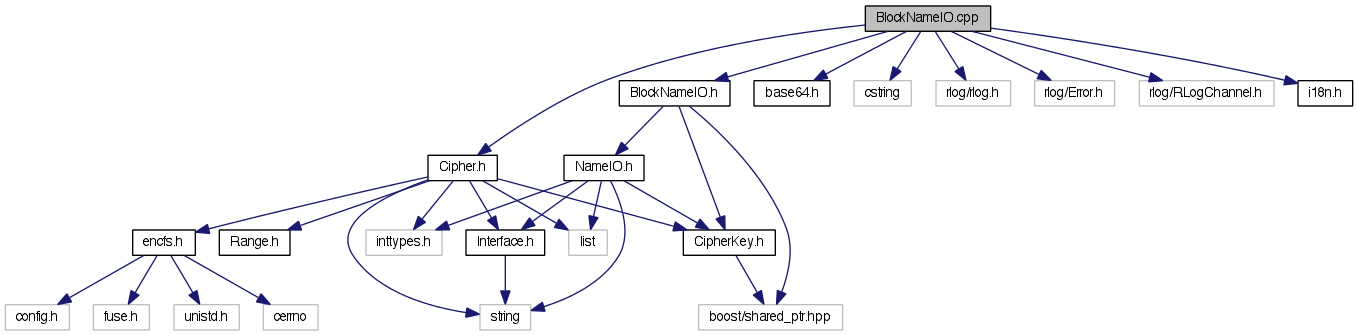 BlockNameIO.cpp
BlockNameIO.h
base64.h
cstring
rlog/rlog.h
rlog/Error.h
rlog/RLogChannel.h
i18n.h
Cipher.h
NameIO.h
encfs.h
Range.h
inttypes.h
Interface.h
list
CipherKey.h
config.h
fuse.h
unistd.h
cerrno
string
boost/shared_ptr.hpp